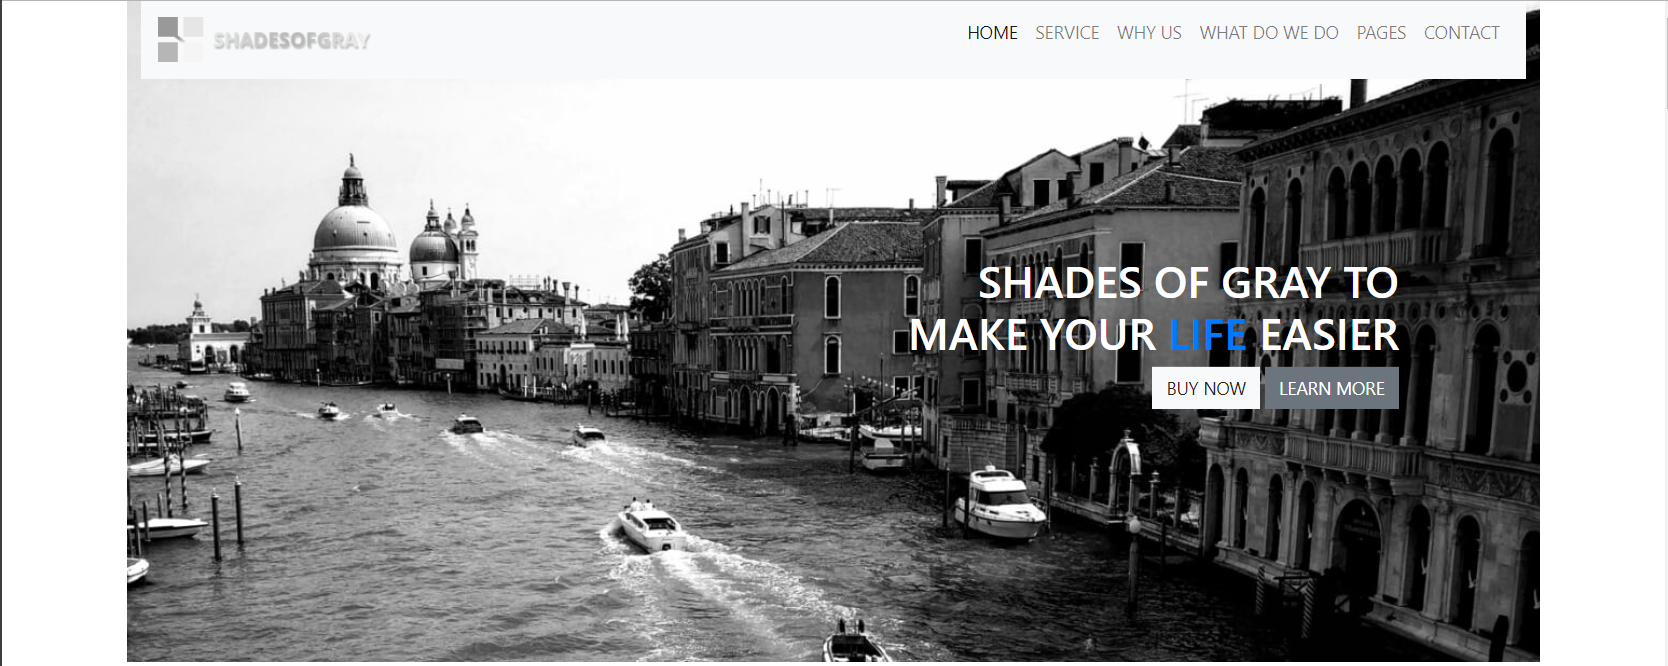 SHADESOFGRAY
HOME SERVICE WHY US WHAT DO WE DO PAGES CONTACT
SHADES OF GRAY TO
MAKE YOUR LIFE EASIER
BUY NOW LEARN MORE